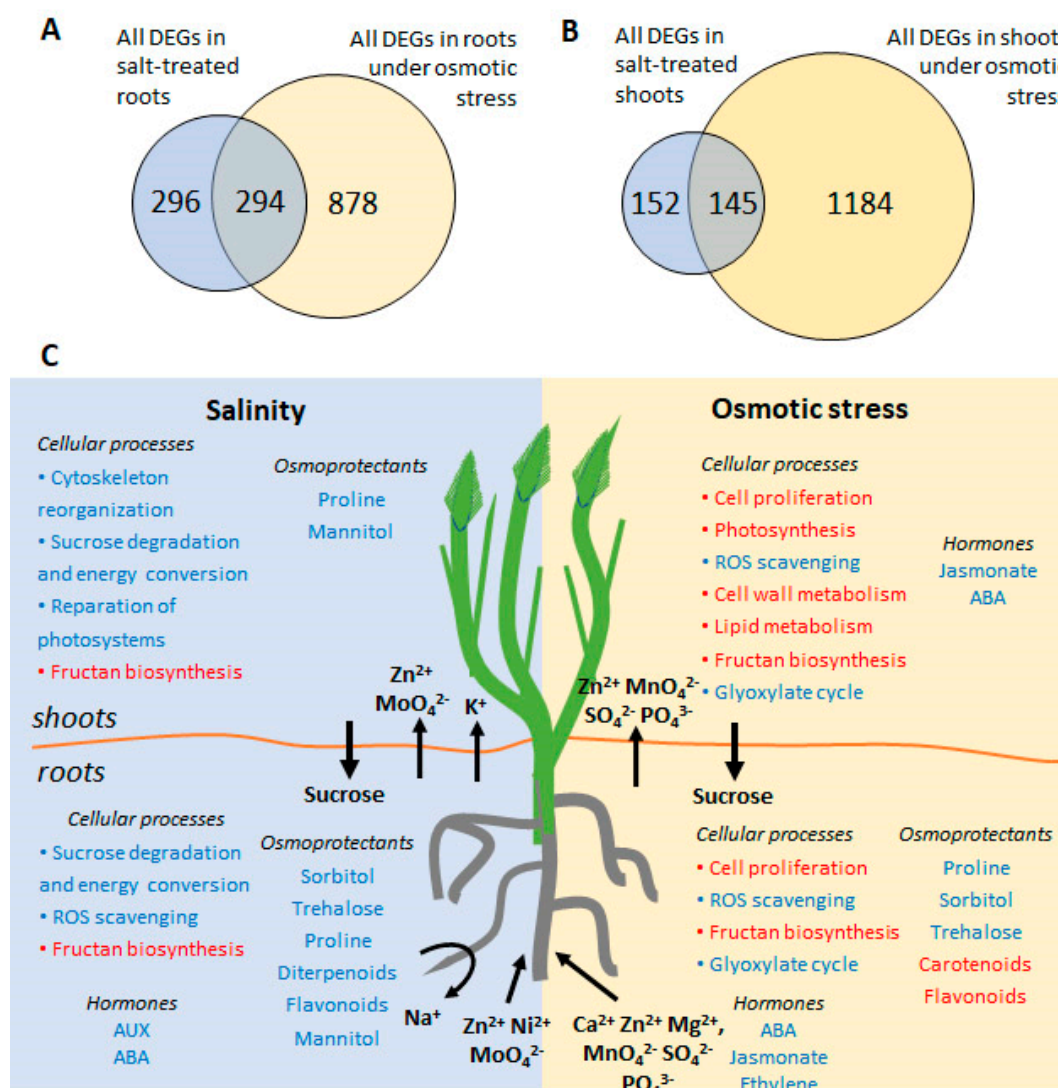 A
All DEGs in
salt-treated
roots
All DEGs in roots
under osmotic
stress
296
294
878
B
All DEGs in
salt-treated
shoots
All DEGs in shoot
under osmoti
stres
152
145
1184
C
Salinity
Cellular processes
• Cytoskeleton
reorganization
• Sucrose degradation
and energy conversion
• Reparation of
photosystems
• Fructan biosynthesis
Osmoprotectants
Proline
Mannitol
Zn²⁺
MoO₄²⁻
K⁺
Osmotic stress
Cellular processes
• Cell proliferation
• Photosynthesis
• ROS scavenging
• Cell wall metabolism
• Lipid metabolism
• Fructan biosynthesis
• Glyoxylate cycle
Hormones
Jasmonate
ABA
Zn²⁺ MnO₄²⁻
SO₄²⁻ PO₄³⁻
shoots
roots
Sucrose
Cellular processes
• Sucrose degradation
and energy conversion
• ROS scavenging
• Fructan biosynthesis
Hormones
AUX
ABA
Osmoprotectants
Sorbitol
Trehalose
Proline
Diterpenoids
Flavonoids
Mannitol
Na⁺
Zn²⁺ Ni²⁺
MoO₄²⁻
Sucrose
Cellular processes
• Cell proliferation
• ROS scavenging
• Fructan biosynthesis
• Glyoxylate cycle
Osmoprotectants
Proline
Sorbitol
Trehalose
Carotenoids
Flavonoids
Ca²⁺ Zn²⁺ Mg²⁺,
MnO₄²⁻ SO₄²⁻
PO₄³⁻
Hormones
ABA
Jasmonate
Ethylene